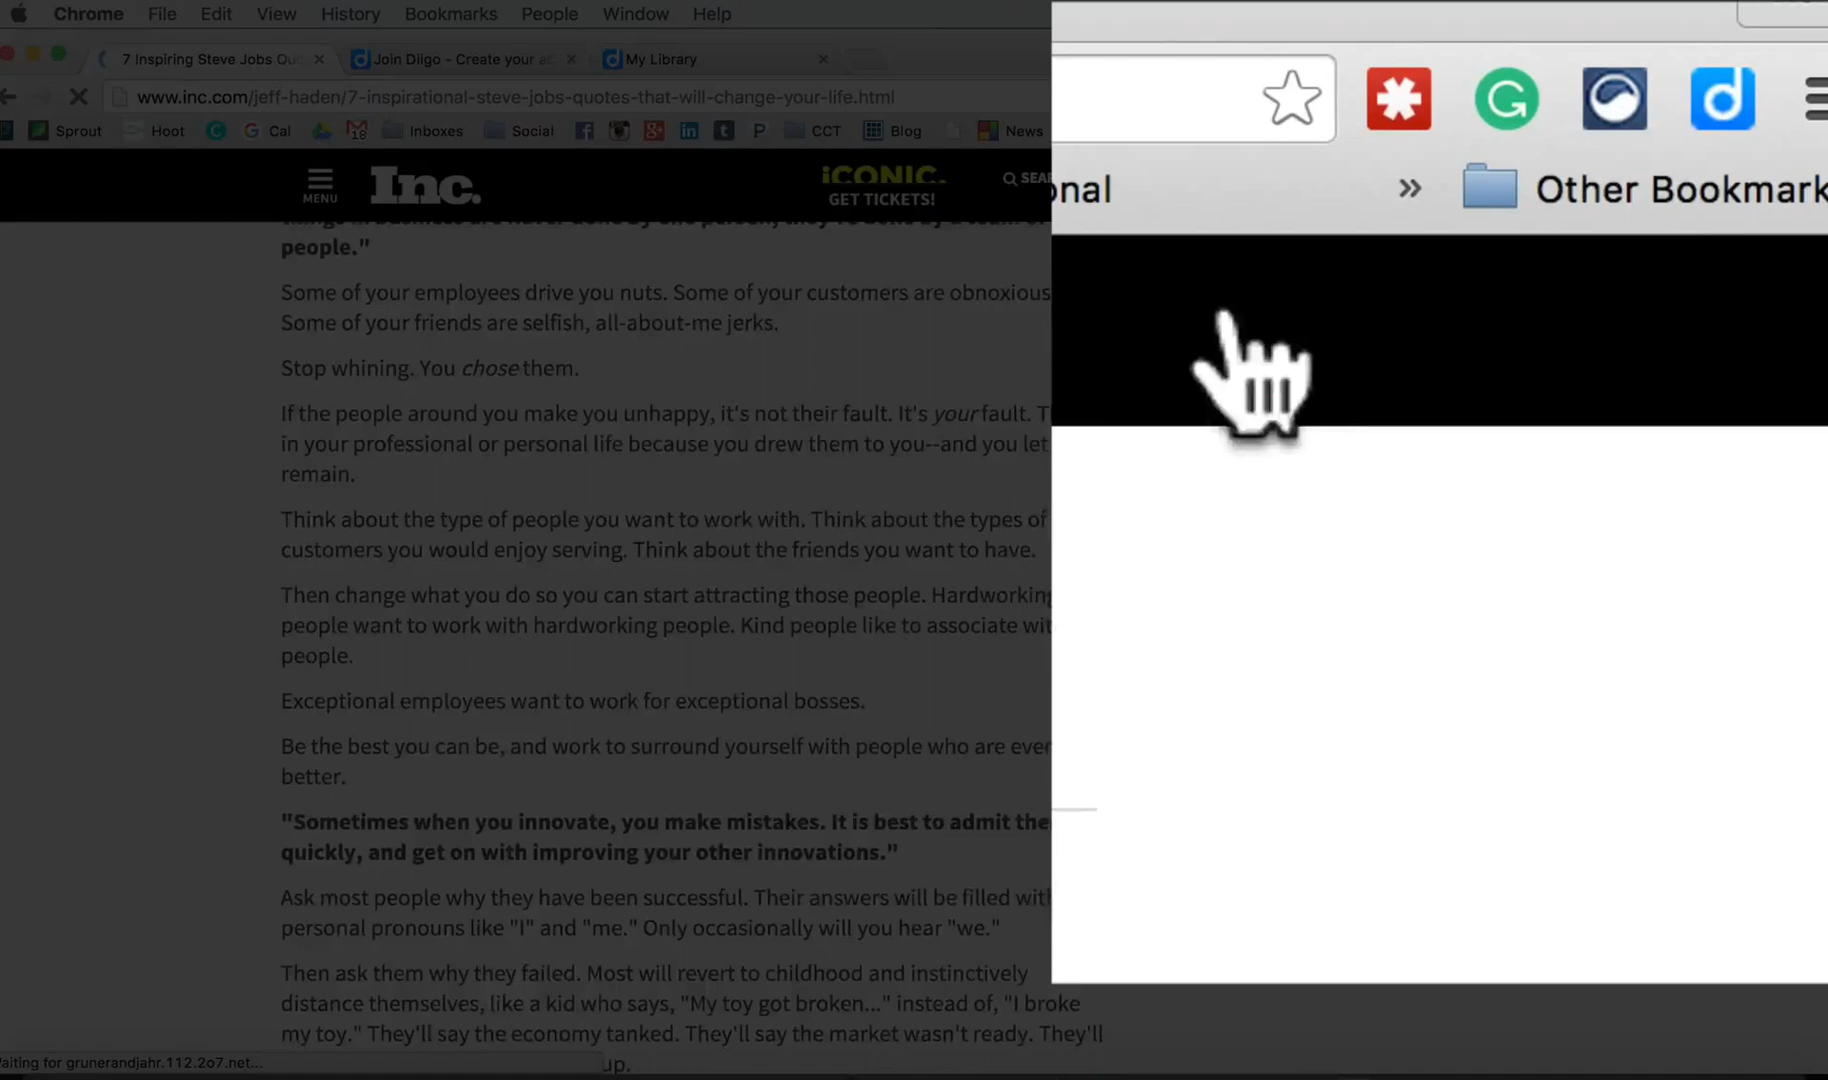 Chrome File Edit View History Bookmarks People Window Help
7 Inspiring Steve Jobs Quo Join Diigo - Create your ac My Library
www.inc.com/jeff-haden/7-inspirational-steve-jobs-quotes-that-will-change-your-life.html
Sprout Hoot Cal 18 Inboxes Social CCT Blog News
onal » Other Bookmark
MENU Inc. iCONIC. GET TICKETS! SEA
people."
Some of your employees drive you nuts. Some of your customers are obnoxious
Some of your friends are selfish, all-about-me jerks.
Stop whining. You chose them.
If the people around you make you unhappy, it's not their fault. It's your fault. T
in your professional or personal life because you drew them to you--and you let
remain.
Think about the type of people you want to work with. Think about the types of
customers you would enjoy serving. Think about the friends you want to have.
Then change what you do so you can start attracting those people. Hardworking
people want to work with hardworking people. Kind people like to associate wit
people.
Exceptional employees want to work for exceptional bosses.
Be the best you can be, and work to surround yourself with people who are ever
better.
"Sometimes when you innovate, you make mistakes. It is best to admit the
quickly, and get on with improving your other innovations."
Ask most people why they have been successful. Their answers will be filled with
personal pronouns like "I" and "me." Only occasionally will you hear "we."
Then ask them why they failed. Most will revert to childhood and instinctively
distance themselves, like a kid who says, "My toy got broken..." instead of, "I broke
my toy." They'll say the economy tanked. They'll say the market wasn't ready. They'll
up.
Waiting for grunerandjahr.112.2o7.net...